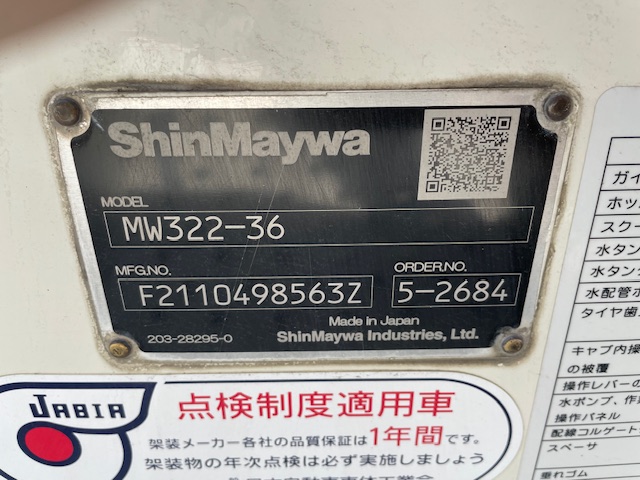 ShinMaywa
MODEL
MW322-36
MFG.NO. ORDER.NO.
F2110498563Z 5-2684
Made in Japan
203-28295-0 ShinMaywa Industries, Ltd.
JABIA
点検制度適用車
架装メーカー各社の品質保証は1年間です。
架装物の年次点検は必ず実施しましょう
ガイ
ホッ
スク
水タン
水タン
水配管
タイヤ歯
キャブ内操
の被覆
操作レバーの
水ポンプ、作
操作パネル
配線コルゲート
スペーサ
垂れゴム